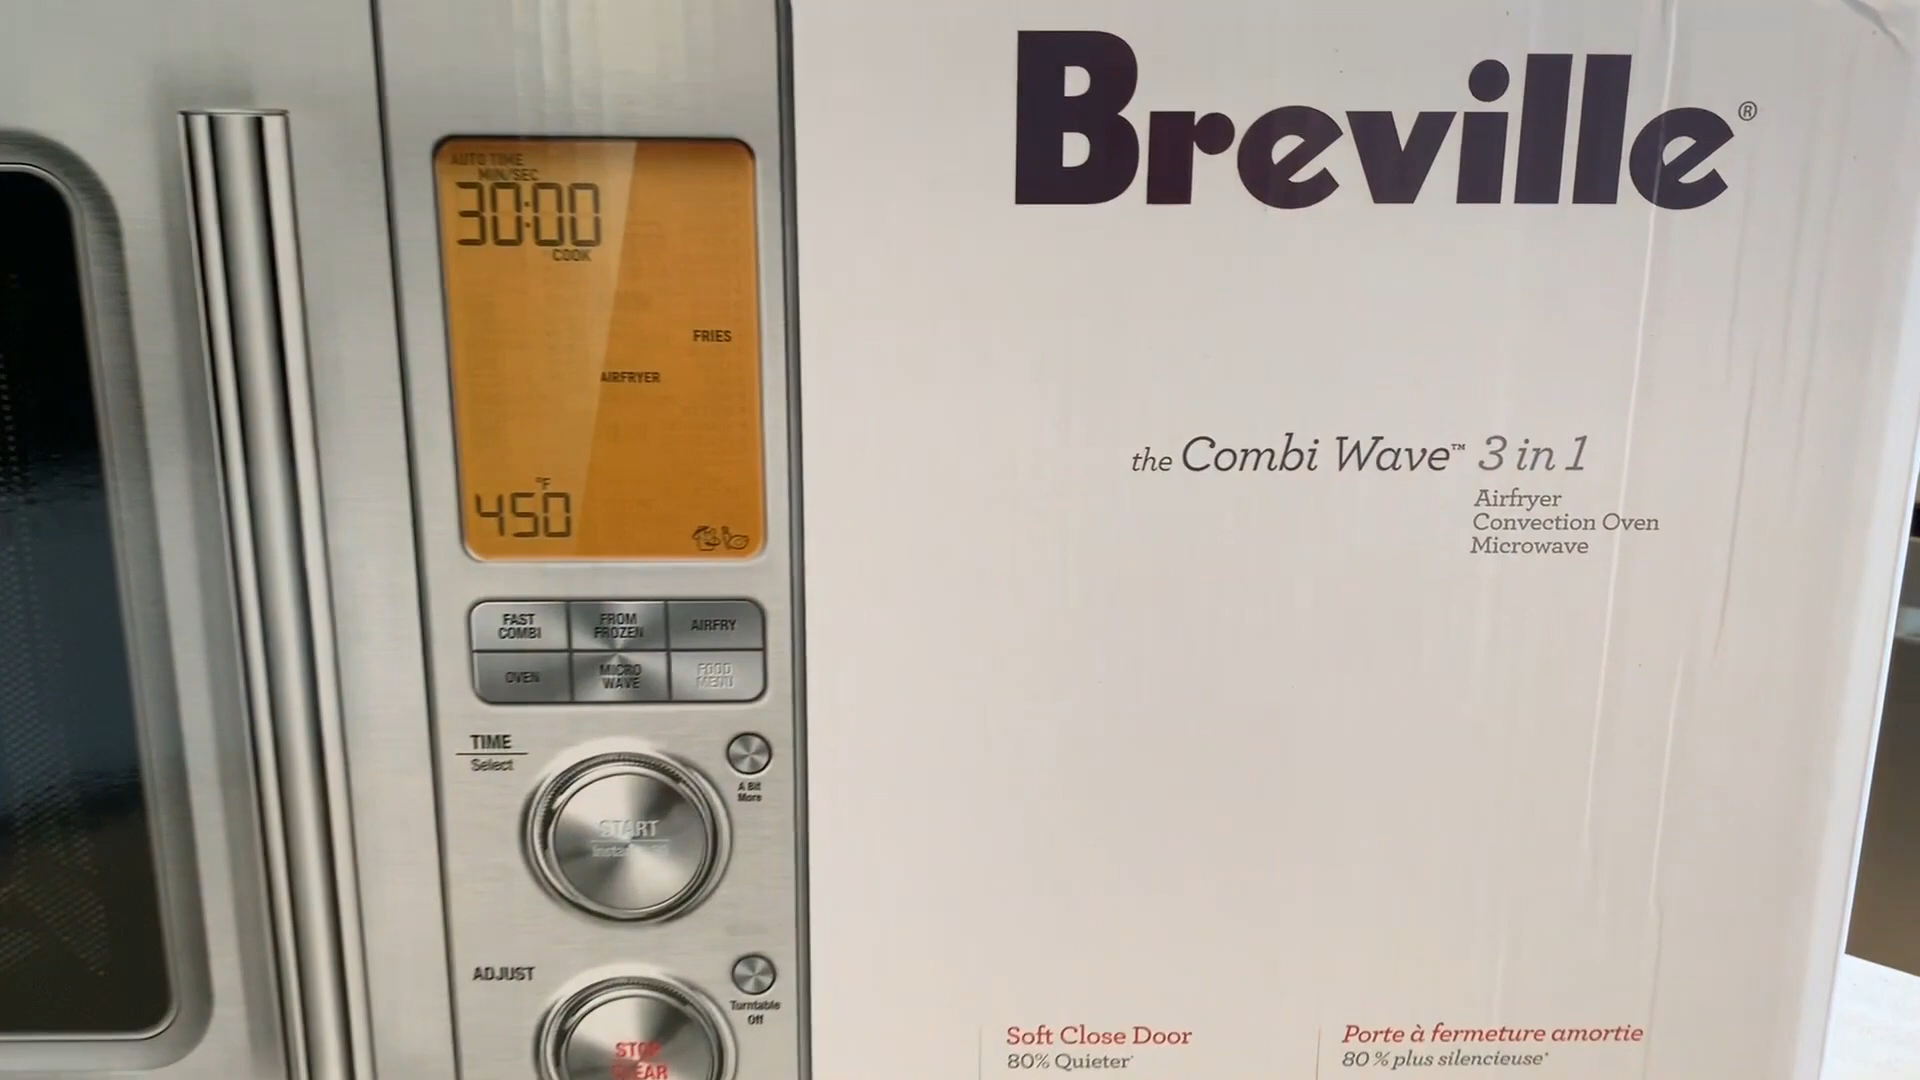 Breville®
AUTO TIME
MIN/SEC
30:00
COOK
FRIES
AIRFRYER
°F
450
the Combi Wave™ 3 in 1
Airfryer
Convection Oven
Microwave
FAST
COMBI
FROM
FROZEN
AIRFRY
OVEN
MICRO
WAVE
FOOD
MENU
TIME
Select
A Bit
More
START
ADJUST
Turntable
Off
STOP
CLEAR
Soft Close Door
80% Quieter*
Porte à fermeture amortie
80 % plus silencieuse*